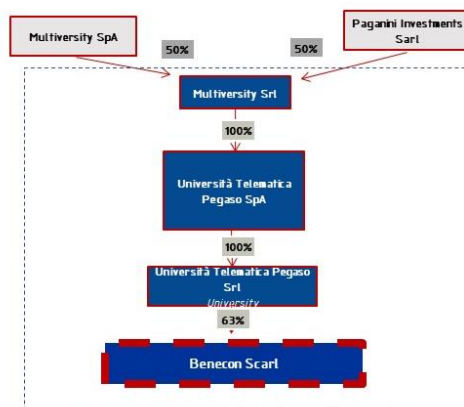 Multiversity SpA
50%
50%
Paganini Investments
Sarl
Multiversity Srl
100%
Università Telematica
Pegaso SpA
100%
Università Telematica Pegaso
Srl
University
63%
Benecon Scarl